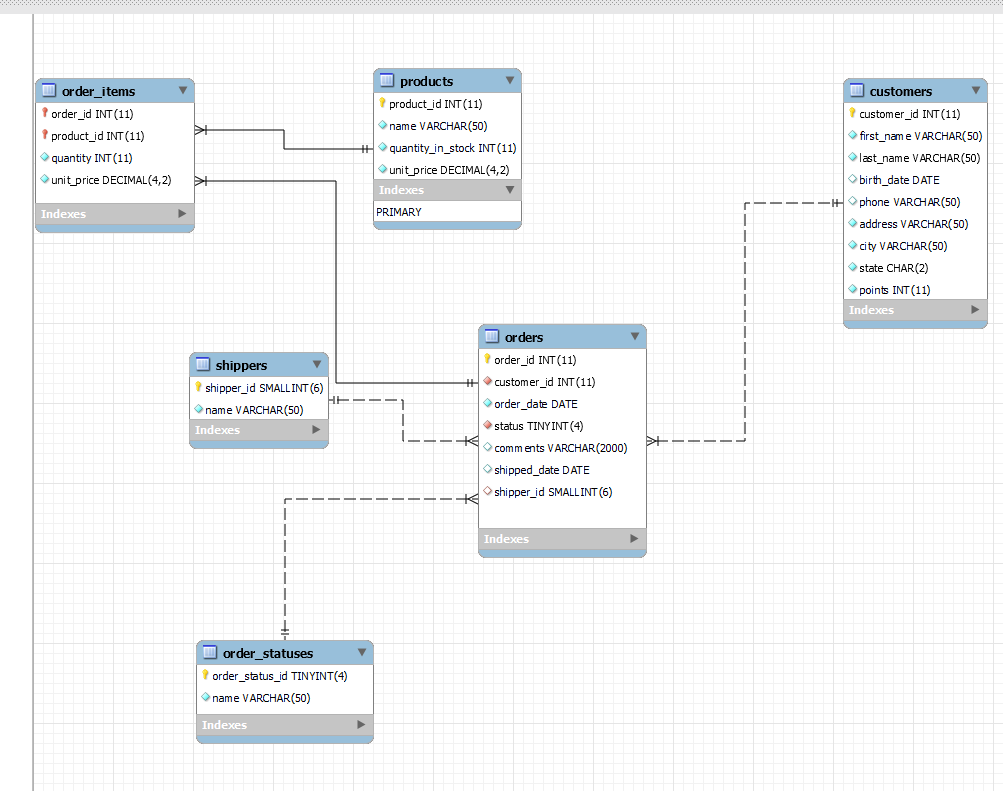 order_items
order_id INT(11)
product_id INT(11)
quantity INT(11)
unit_price DECIMAL(4,2)
Indexes
products
product_id INT(11)
name VARCHAR(50)
quantity_in_stock INT(11)
unit_price DECIMAL(4,2)
Indexes
PRIMARY
customers
customer_id INT(11)
first_name VARCHAR(50)
last_name VARCHAR(50)
birth_date DATE
phone VARCHAR(50)
address VARCHAR(50)
city VARCHAR(50)
state CHAR(2)
points INT(11)
Indexes
shippers
shipper_id SMALLINT(6)
name VARCHAR(50)
Indexes
orders
order_id INT(11)
customer_id INT(11)
order_date DATE
status TINYINT(4)
comments VARCHAR(2000)
shipped_date DATE
shipper_id SMALLINT(6)
Indexes
order_statuses
order_status_id TINYINT(4)
name VARCHAR(50)
Indexes